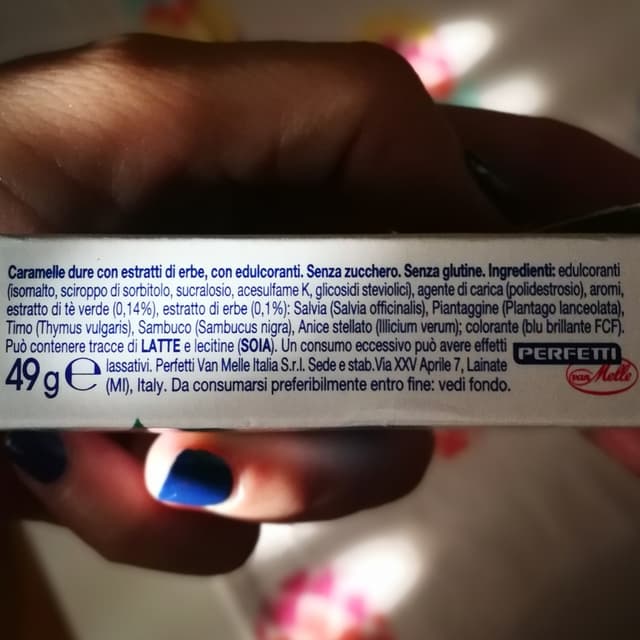 Caramelle dure con estratti di erbe, con edulcoranti. Senza zucchero. Senza glutine. Ingredienti: edulcoranti
(isomalto, sciroppo di sorbitolo, sucralosio, acesulfame K, glicosidi steviolici), agente di carica (polidestrosio), aromi,
estratto di tè verde (0,14%), estratto di erbe (0,1%): Salvia (Salvia officinalis), Piantaggine (Plantago lanceolata),
Timo (Thymus vulgaris), Sambuco (Sambucus nigra), Anice stellato (Illicium verum); colorante (blu brillante FCF).
Può contenere tracce di LATTE e lecitine (SOIA). Un consumo eccessivo può avere effetti
lassativi. Perfetti Van Melle Italia S.r.l. Sede e stab.Via XXV Aprile 7, Lainate
(MI), Italy. Da consumarsi preferibilmente entro fine: vedi fondo.
49 g e
PERFETTI
van Melle